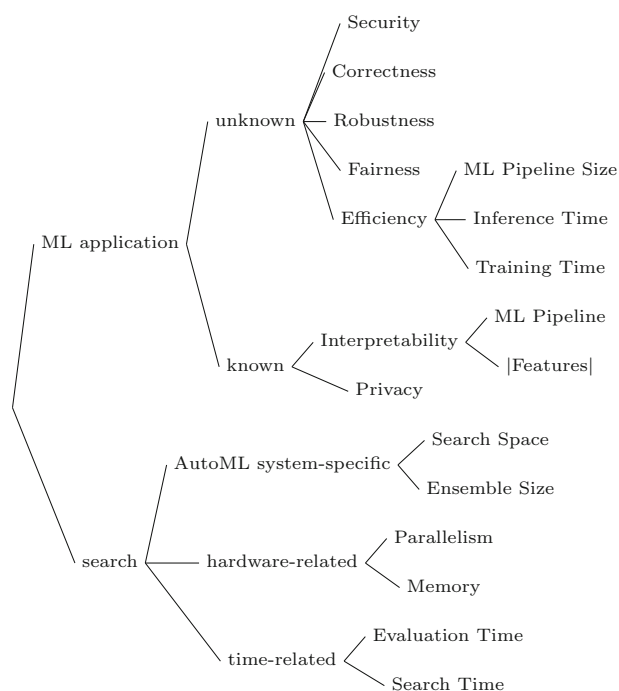 Security
Correctness
unknown
Robustness
Fairness
ML Pipeline Size
Efficiency
Inference Time
ML application
Training Time
ML Pipeline
Interpretability
known
|Features|
Privacy
Search Space
AutoML system-specific
Ensemble Size
Parallelism
search
hardware-related
Memory
Evaluation Time
time-related
Search Time